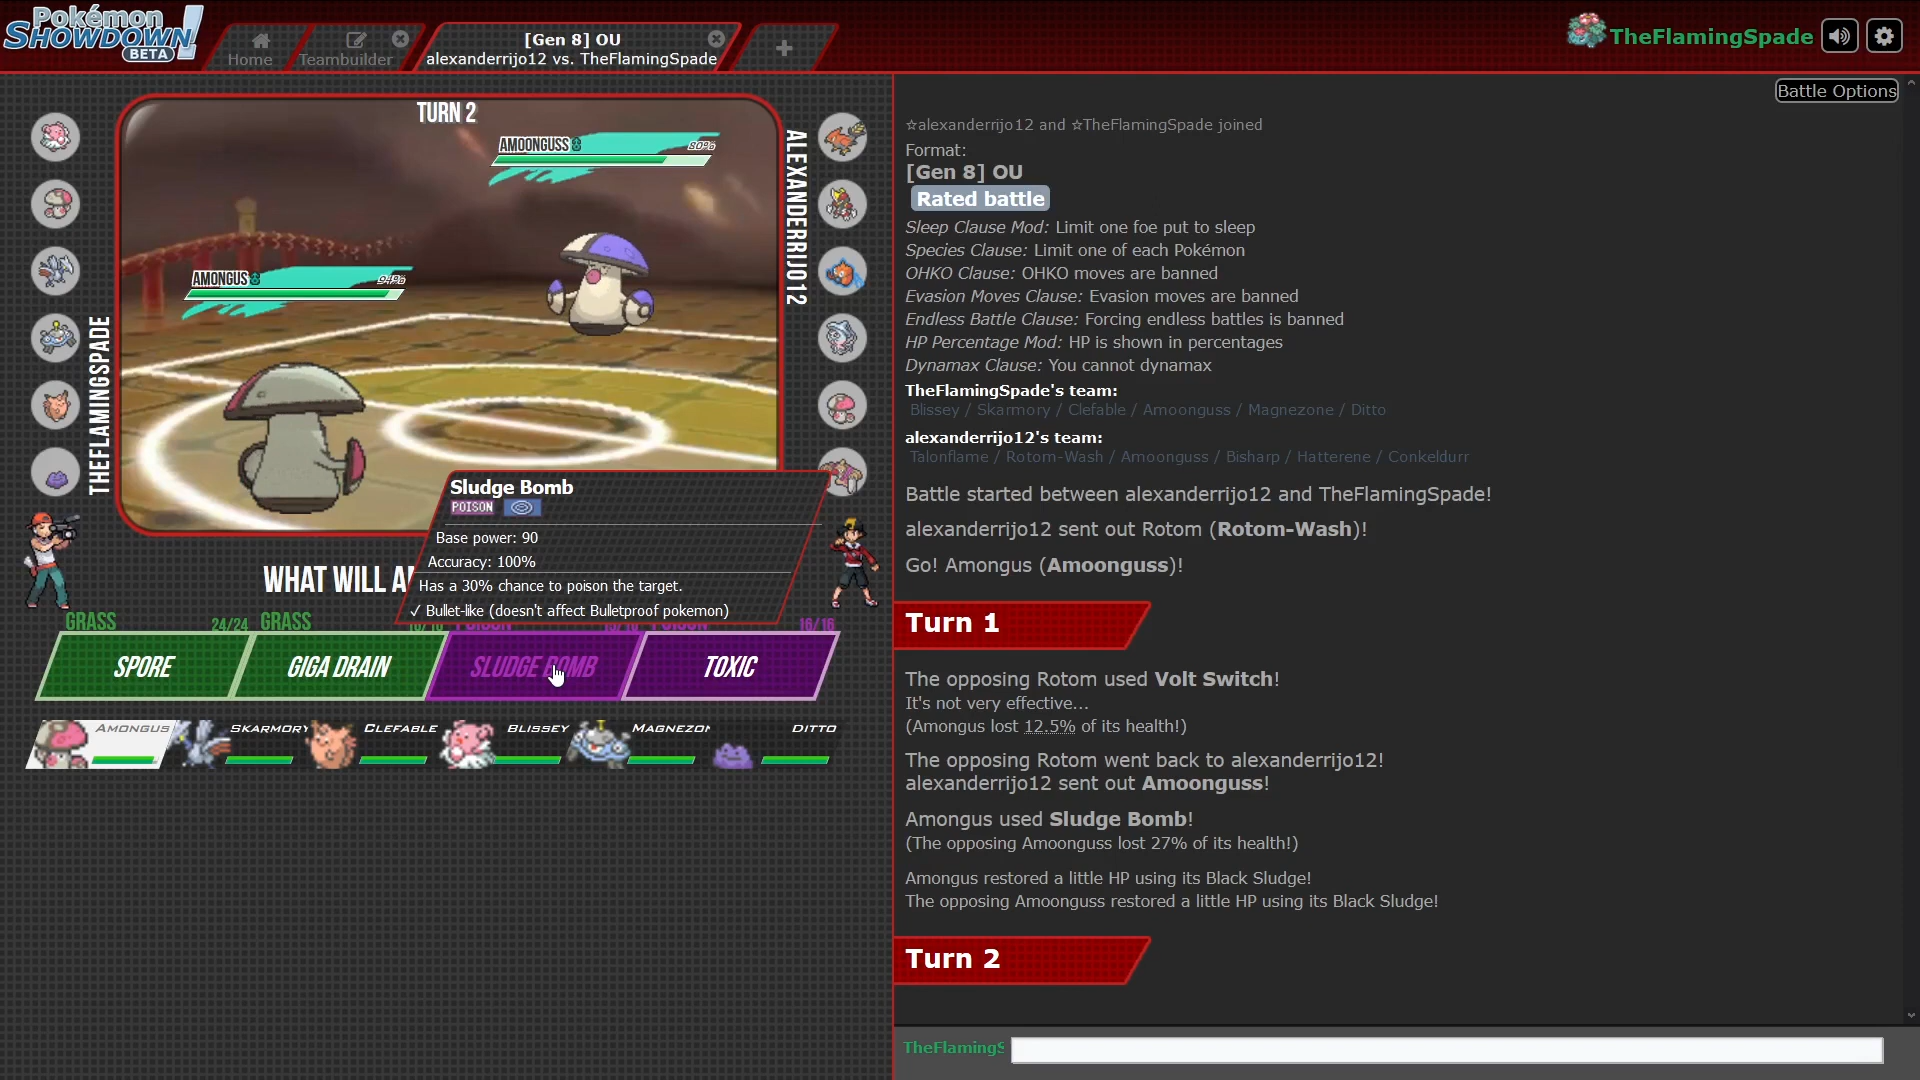 Pokémon
SHOWDOWN!
BETA
Home
Teambuilder
[Gen 8] OU
alexanderrijo12 vs. TheFlamingSpade
TheFlamingSpade
TURN 2
AMOONGUSS
80%
AMONGUS
94%
THEFLAMINGSPADE
ALEXANDERRIJO12
Sludge Bomb
POISON
Base power: 90
Accuracy: 100%
Has a 30% chance to poison the target.
✓ Bullet-like (doesn't affect Bulletproof pokemon)
WHAT WILL
GRASS
24/24
GRASS
16/16
SPORE
GIGA DRAIN
SLUDGE BOMB
TOXIC
AMONGUS
SKARMORY
CLEFABLE
BLISSEY
MAGNEZON
DITTO
Battle Options
☆alexanderrijo12 and ☆TheFlamingSpade joined
Format:
[Gen 8] OU
Rated battle
Sleep Clause Mod: Limit one foe put to sleep
Species Clause: Limit one of each Pokémon
OHKO Clause: OHKO moves are banned
Evasion Moves Clause: Evasion moves are banned
Endless Battle Clause: Forcing endless battles is banned
HP Percentage Mod: HP is shown in percentages
Dynamax Clause: You cannot dynamax
TheFlamingSpade's team:
Blissey / Skarmory / Clefable / Amoonguss / Magnezone / Ditto
alexanderrijo12's team:
Talonflame / Rotom-Wash / Amoonguss / Bisharp / Hatterene / Conkeldurr
Battle started between alexanderrijo12 and TheFlamingSpade!
alexanderrijo12 sent out Rotom (Rotom-Wash)!
Go! Amongus (Amoonguss)!
Turn 1
The opposing Rotom used Volt Switch!
It's not very effective...
(Amongus lost 12.5% of its health!)
The opposing Rotom went back to alexanderrijo12!
alexanderrijo12 sent out Amoonguss!
Amongus used Sludge Bomb!
(The opposing Amoonguss lost 27% of its health!)
Amongus restored a little HP using its Black Sludge!
The opposing Amoonguss restored a little HP using its Black Sludge!
Turn 2
TheFlamingS